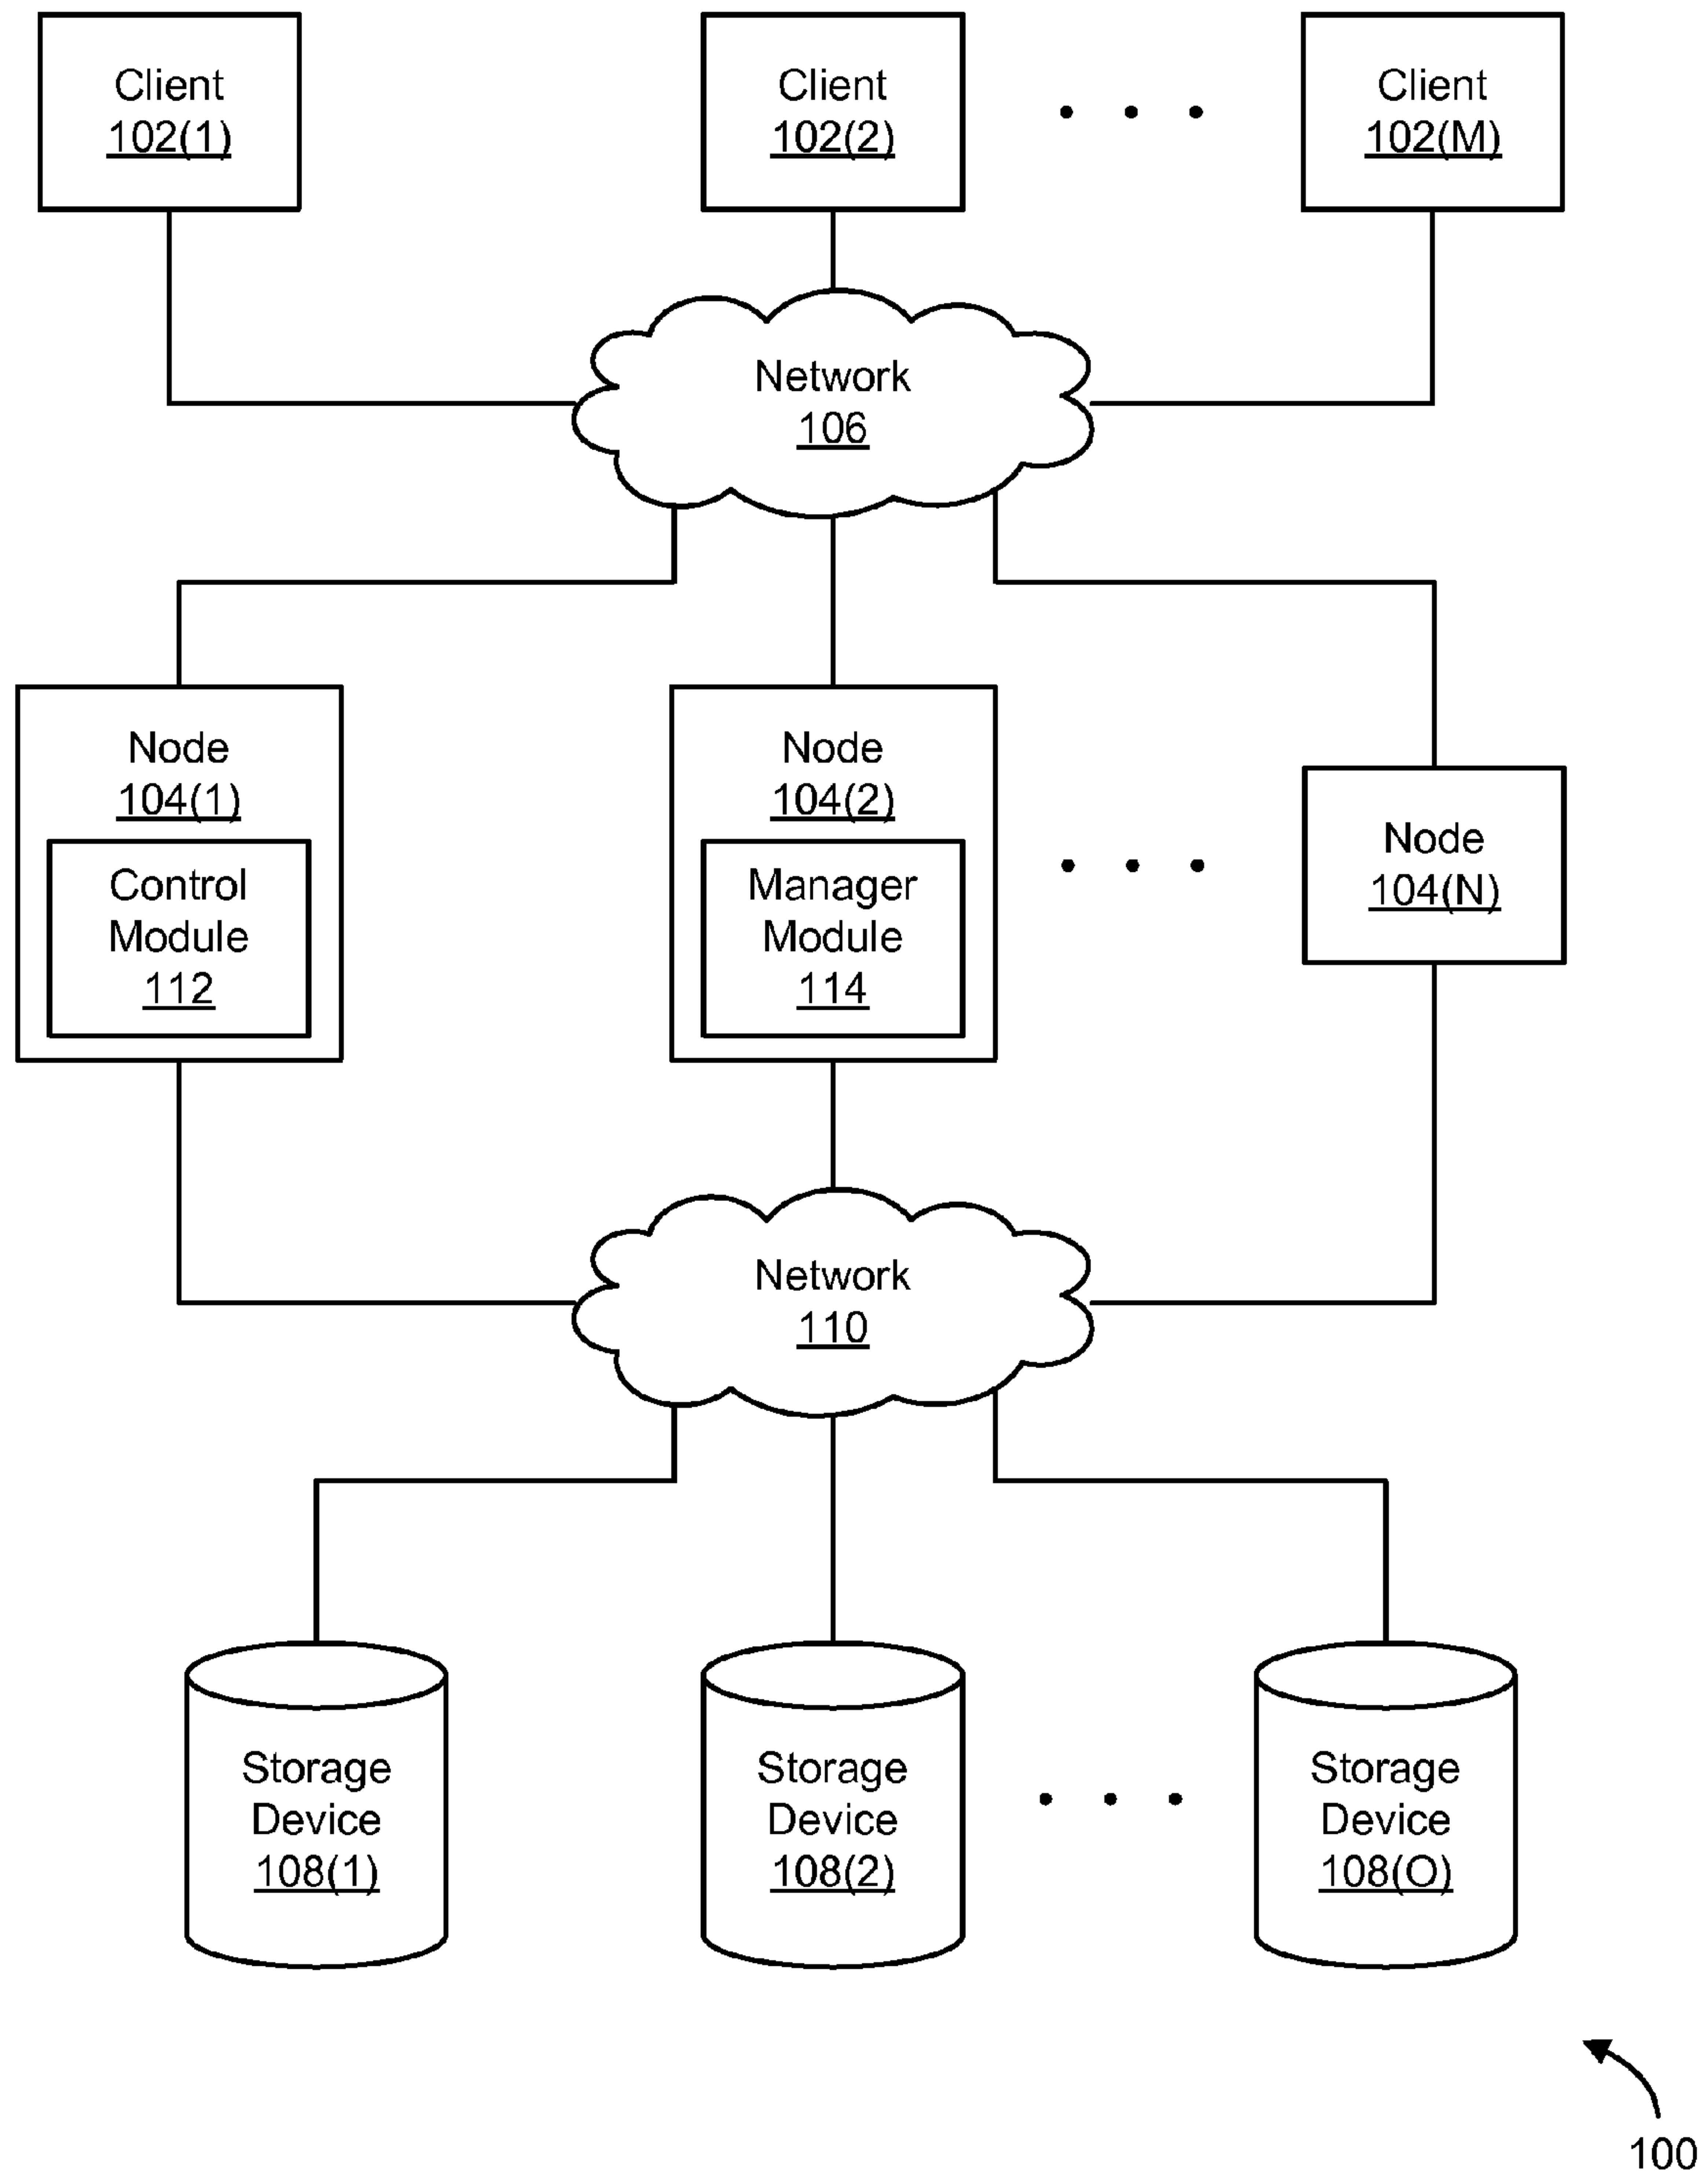 Client
102(1)
Client
102(2)
Client
102(M)
Network
106
Node
104(1)
Control
Module
112
Node
104(2)
Manager
Module
114
Node
104(N)
Network
110
Storage
Device
108(1)
Storage
Device
108(2)
Storage
Device
108(O)
100